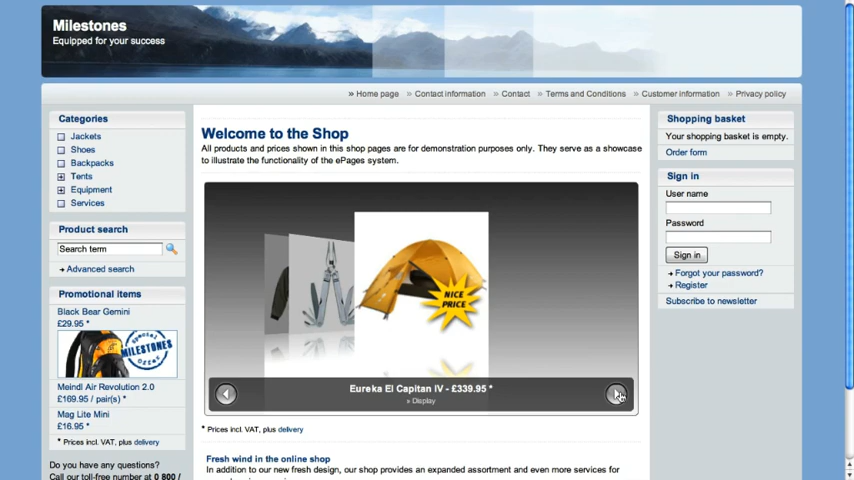 Milestones
Equipped for your success
» Home page » Contact information » Contact » Terms and Conditions » Customer information » Privacy policy
Categories
Jackets
Shoes
Backpacks
Tents
Equipment
Services
Product search
Search term
Advanced search
Promotional items
Black Bear Gemini
£29.95 *
Special
MILESTONES
Offer
Meindl Air Revolution 2.0
£169.95 / pair(s) *
Mag Lite Mini
£16.95 *
* Prices incl. VAT, plus delivery
Do you have any questions?
Call our toll-free number at 0 800 /
Welcome to the Shop
All products and prices shown in this shop pages are for demonstration purposes only. They serve as a showcase
to illustrate the functionality of the ePages system.
NICE
PRICE
Eureka El Capitan IV - £339.95 *
» Display
* Prices incl. VAT, plus delivery
Fresh wind in the online shop
In addition to our new fresh design, our shop provides an expanded assortment and even more services for
Shopping basket
Your shopping basket is empty.
Order form
Sign in
User name
Password
Sign in
Forgot your password?
Register
Subscribe to newsletter